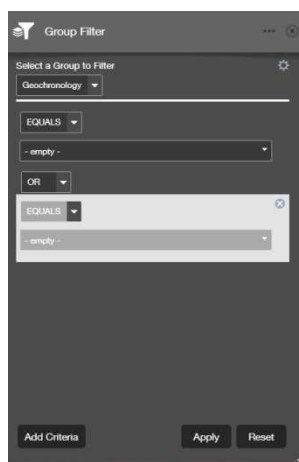 Group Filter
Select a Group to Filter
Geochronology
EQUALS
- empty -
OR
EQUALS
- empty -
Add Criteria Apply Reset